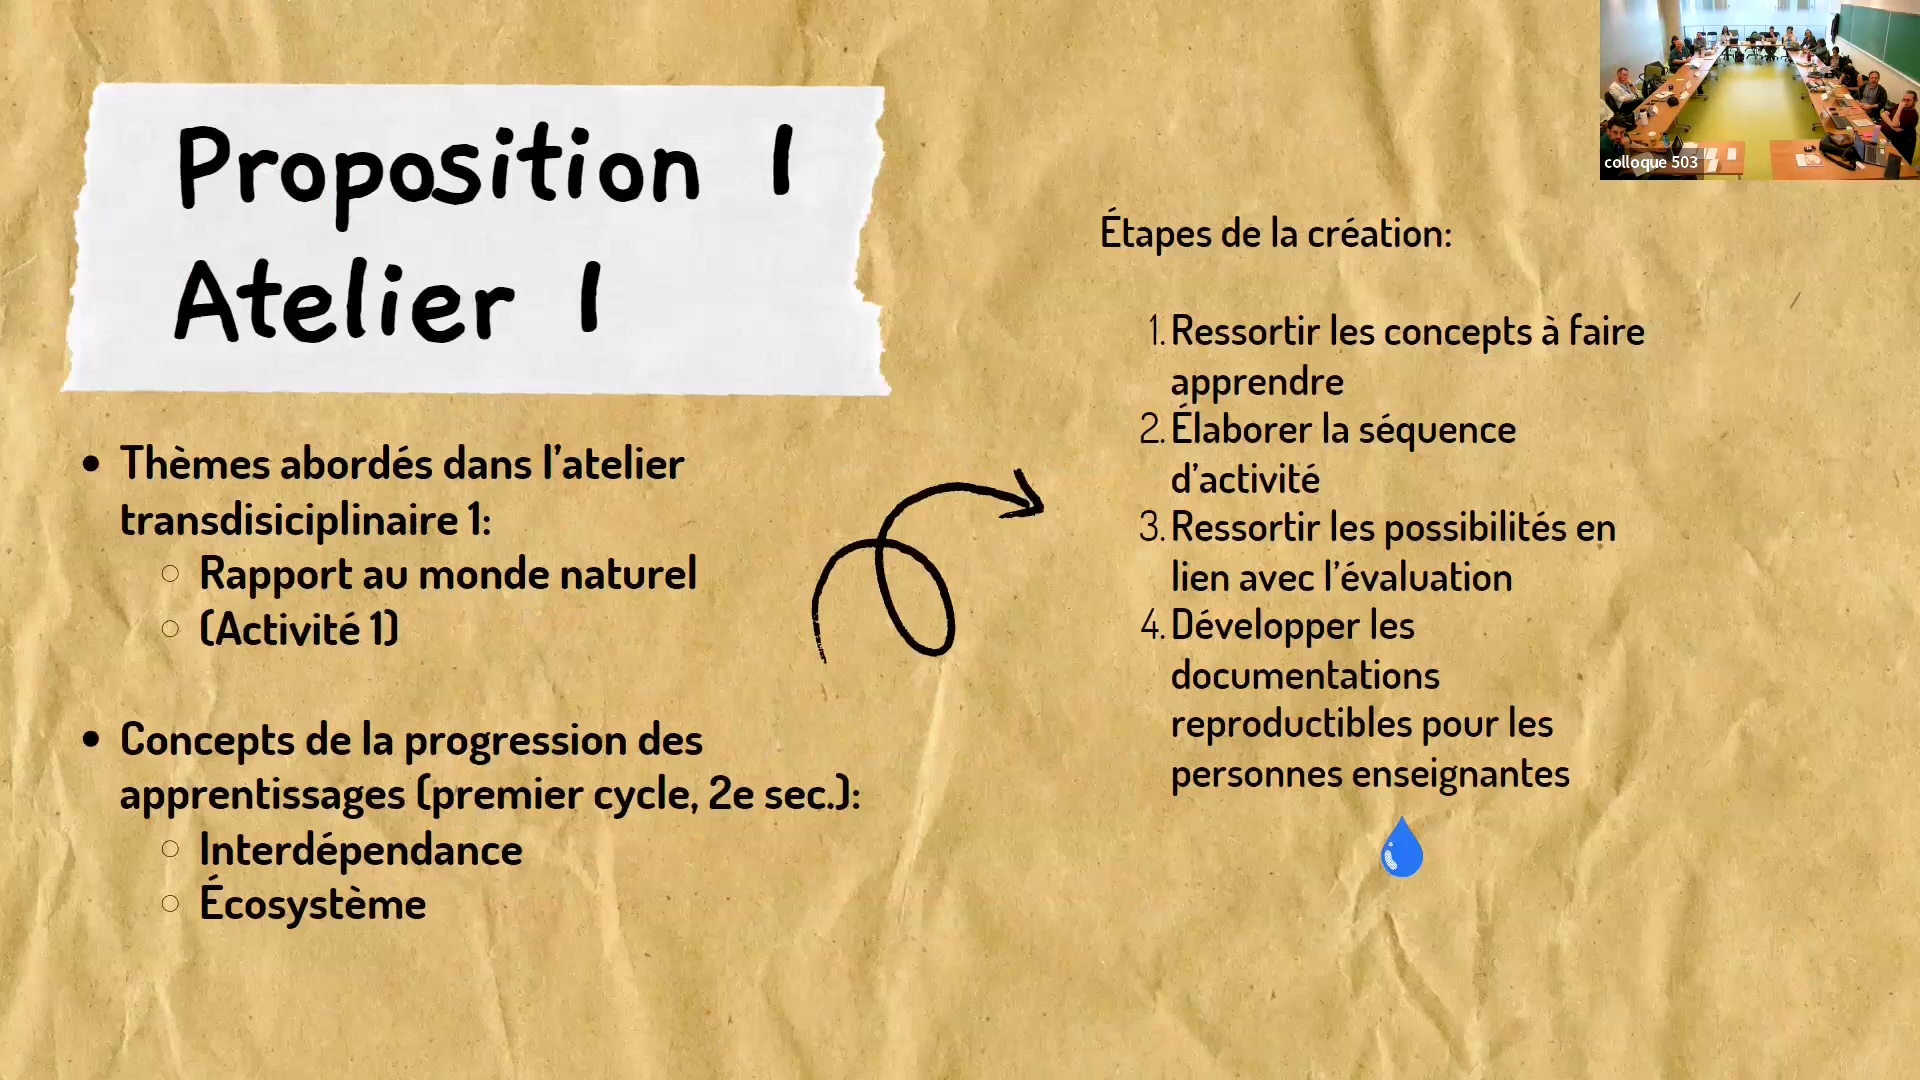 Proposition 1
Atelier 1
colloque 503
• Thèmes abordés dans l'atelier
transdisiciplinaire 1:
○ Rapport au monde naturel
○ (Activité 1)
• Concepts de la progression des
apprentissages (premier cycle, 2e sec.):
○ Interdépendance
○ Écosystème
Étapes de la création:
1. Ressortir les concepts à faire
apprendre
2. Élaborer la séquence
d'activité
3. Ressortir les possibilités en
lien avec l'évaluation
4. Développer les
documentations
reproductibles pour les
personnes enseignantes